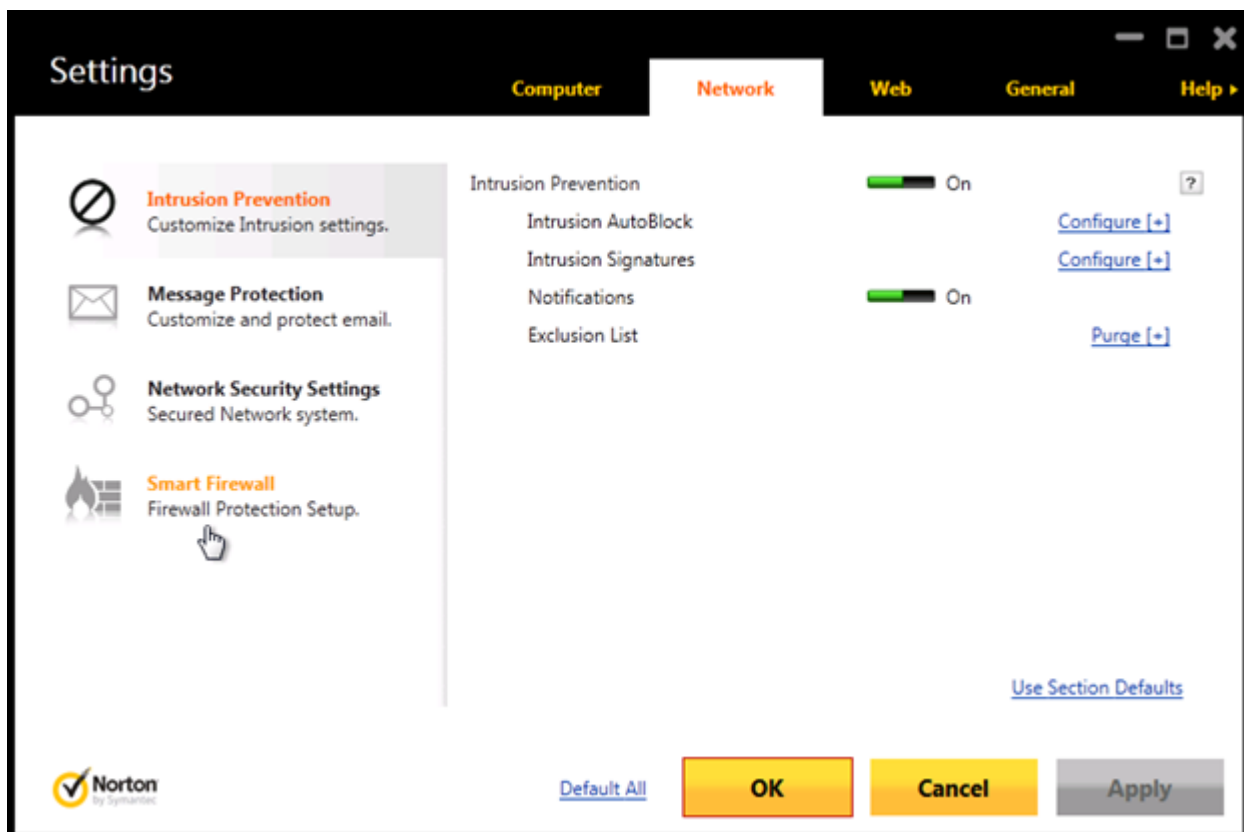 Settings
Computer
Network
Web
General
Help
Intrusion Prevention
Customize Intrusion settings.
Message Protection
Customize and protect email.
Network Security Settings
Secured Network system.
Smart Firewall
Firewall Protection Setup.
Intrusion Prevention
On
?
Intrusion AutoBlock
Configure [+]
Intrusion Signatures
Configure [+]
Notifications
On
Exclusion List
Purge [+]
Use Section Defaults
Norton
by Symantec
Default All
OK
Cancel
Apply